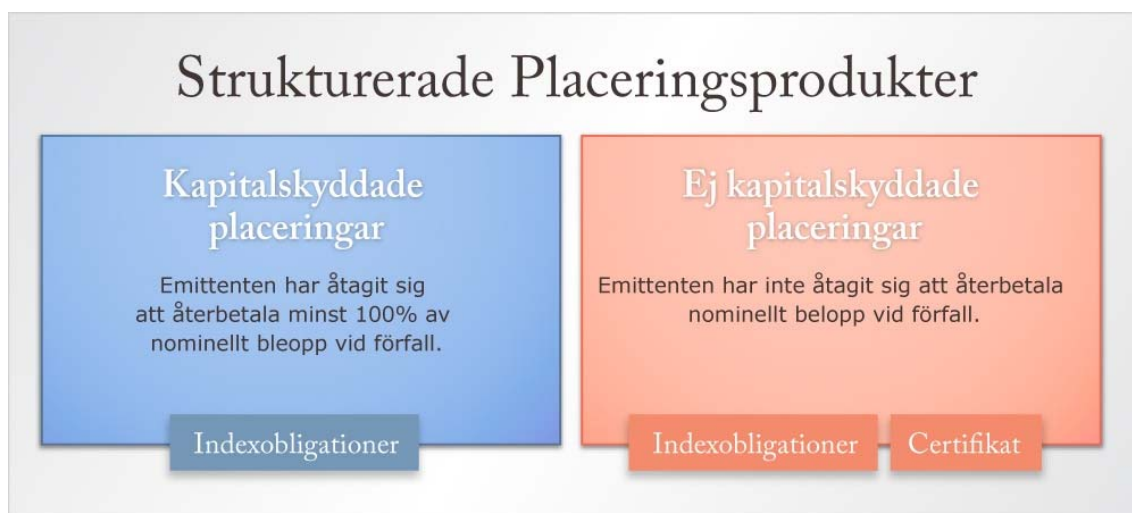 Strukturerade Placeringsprodukter
Kapitalskyddade
placeringar
Emittenten har åtagit sig
att återbetala minst 100% av
nominellt bleopp vid förfall.
Indexobligationer
Ej kapitalskyddade
placeringar
Emittenten har inte åtagit sig att återbetala
nominellt belopp vid förfall.
Indexobligationer
Certifikat